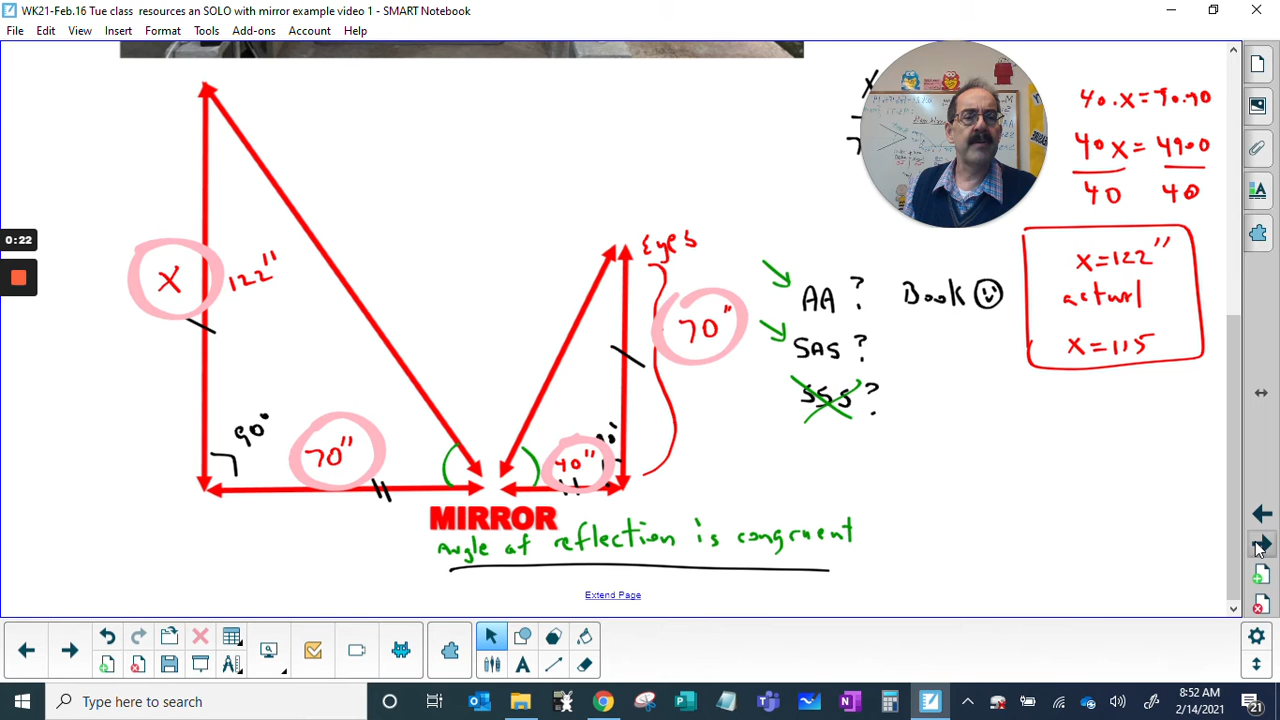 WK21-Feb.16 Tue class  resources an SOLO with mirror example video 1 - SMART Notebook
File Edit View Insert Format Tools Add-ons Account Help
0:22
X
122"
90°
70"
MIRROR
40"
Eyes
70"
AA ?
SAS ?
SSS ?
Book
40x = 4900
40 40
x=122"
actual
x=115
Angle of reflection is congruent
Extend Page
Type here to search
8:52 AM
2/14/2021
21